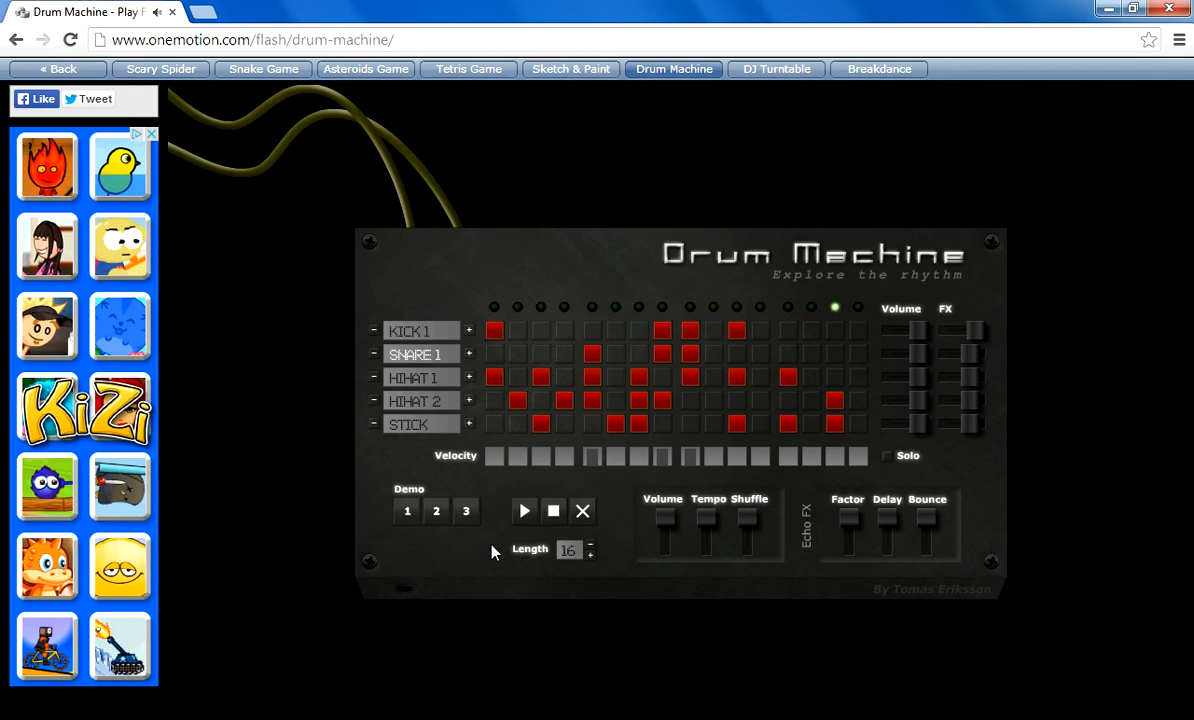 Drum Machine - Play F
www.onemotion.com/flash/drum-machine/
« Back Scary Spider Snake Game Asteroids Game Tetris Game Sketch & Paint Drum Machine DJ Turntable Breakdance
Like Tweet
KiZi
Drum Machine
Explore the rhythm
Volume FX
- KICK 1 +
- SNARE 1 +
- HIHAT 1 +
- HIHAT 2 +
- STICK +
Velocity Solo
Demo
1 2 3
Length 16 - +
Volume Tempo Shuffle
Echo FX
Factor Delay Bounce
By Tomas Eriksson